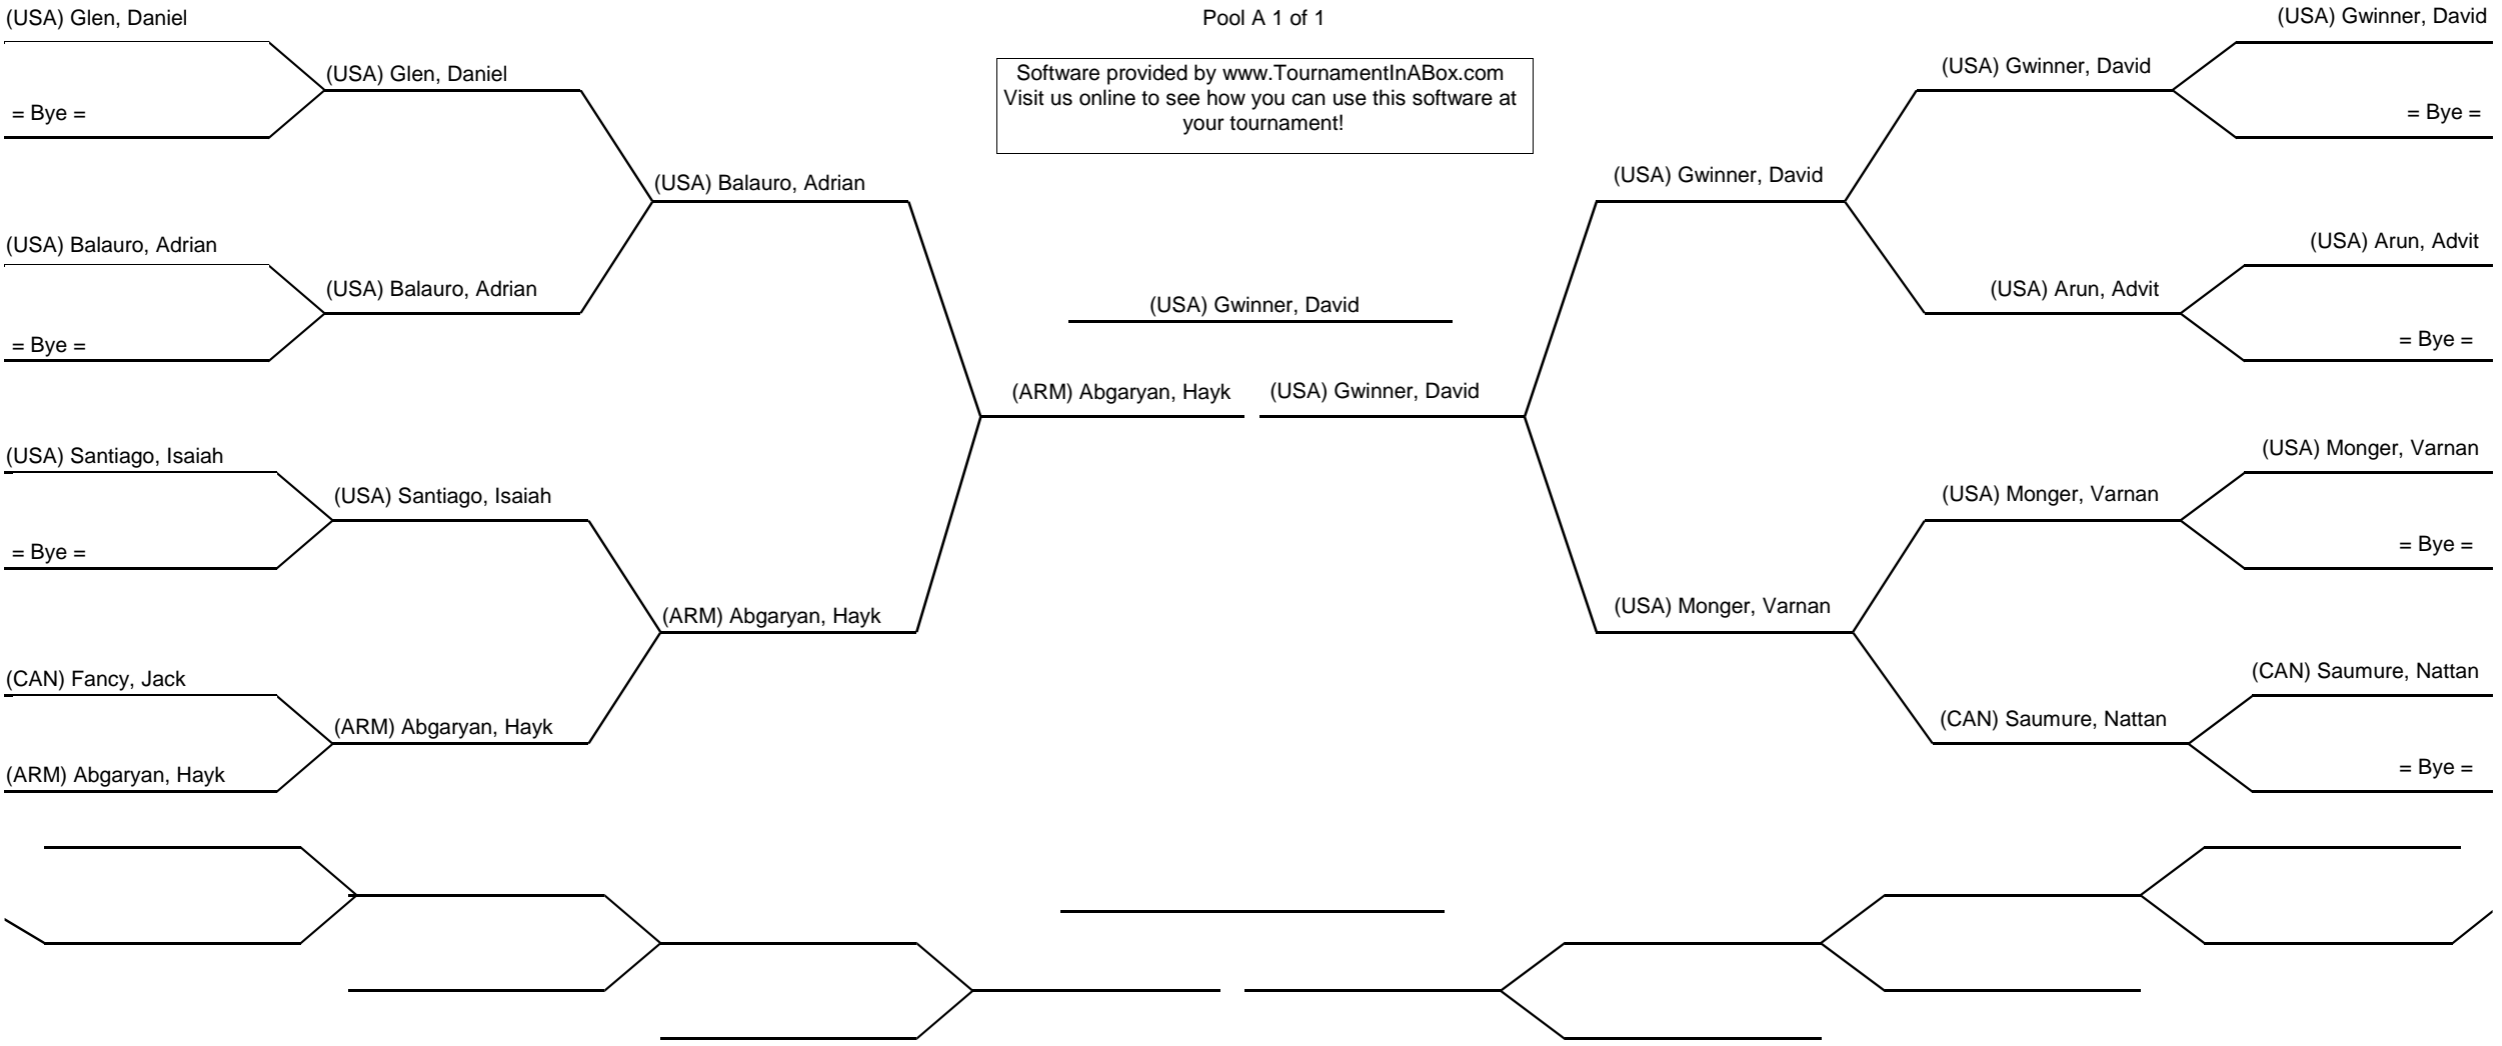 Pool A 1 of 1
Software provided by www.TournamentInABox.com
Visit us online to see how you can use this software at
your tournament!
(USA) Glen, Daniel
= Bye =
(USA) Balauro, Adrian
= Bye =
(USA) Santiago, Isaiah
= Bye =
(CAN) Fancy, Jack
(ARM) Abgaryan, Hayk
(USA) Glen, Daniel
(USA) Balauro, Adrian
(USA) Santiago, Isaiah
(ARM) Abgaryan, Hayk
(USA) Balauro, Adrian
(ARM) Abgaryan, Hayk
(USA) Gwinner, David
(ARM) Abgaryan, Hayk
(USA) Gwinner, David
(USA) Gwinner, David
(USA) Monger, Varnan
(USA) Gwinner, David
(USA) Arun, Advit
(USA) Monger, Varnan
(CAN) Saumure, Nattan
(USA) Gwinner, David
= Bye =
(USA) Arun, Advit
= Bye =
(USA) Monger, Varnan
= Bye =
(CAN) Saumure, Nattan
= Bye =